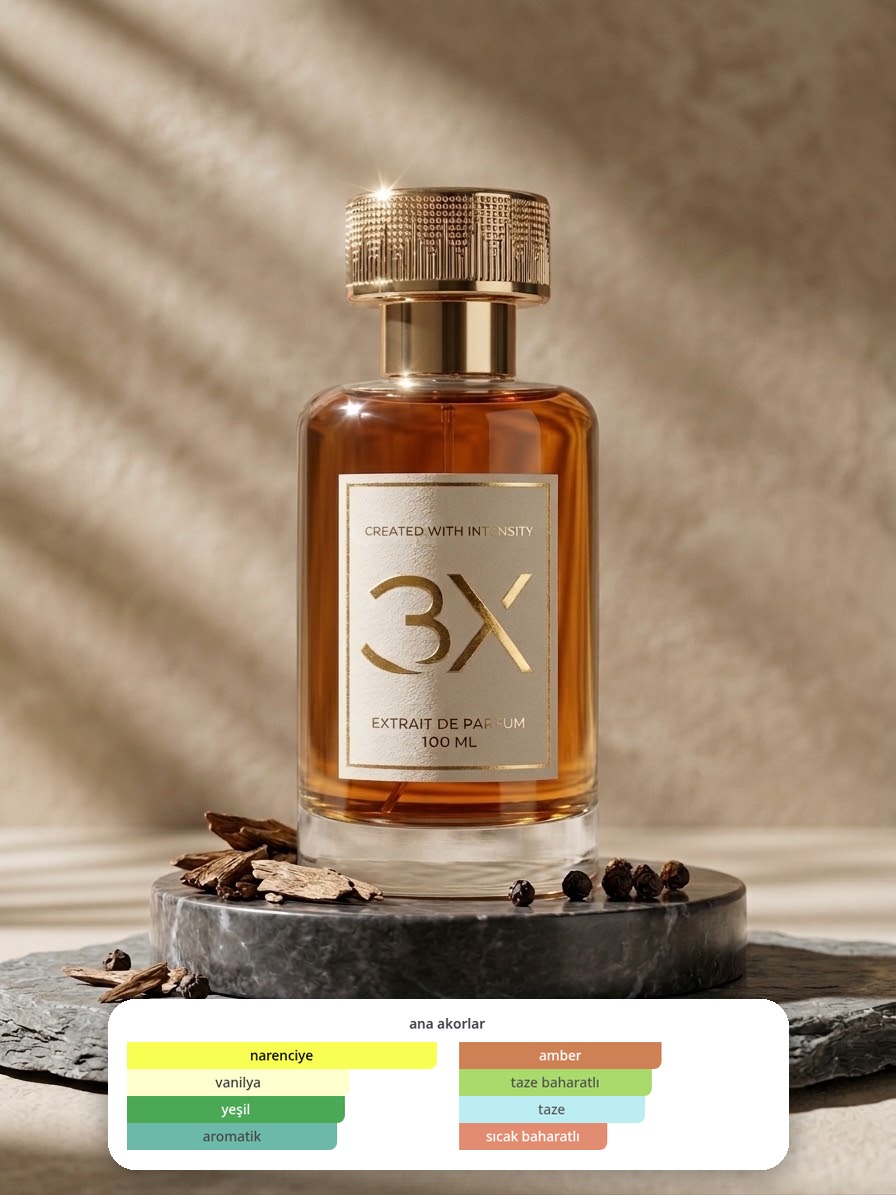 CREATED WITH INTENSITY
3X
EXTRAIT DE PARFUM
100 ML
ana akorlar
narenciye
amber
vanilya
taze baharatlı
yeşil
taze
aromatik
sıcak baharatlı